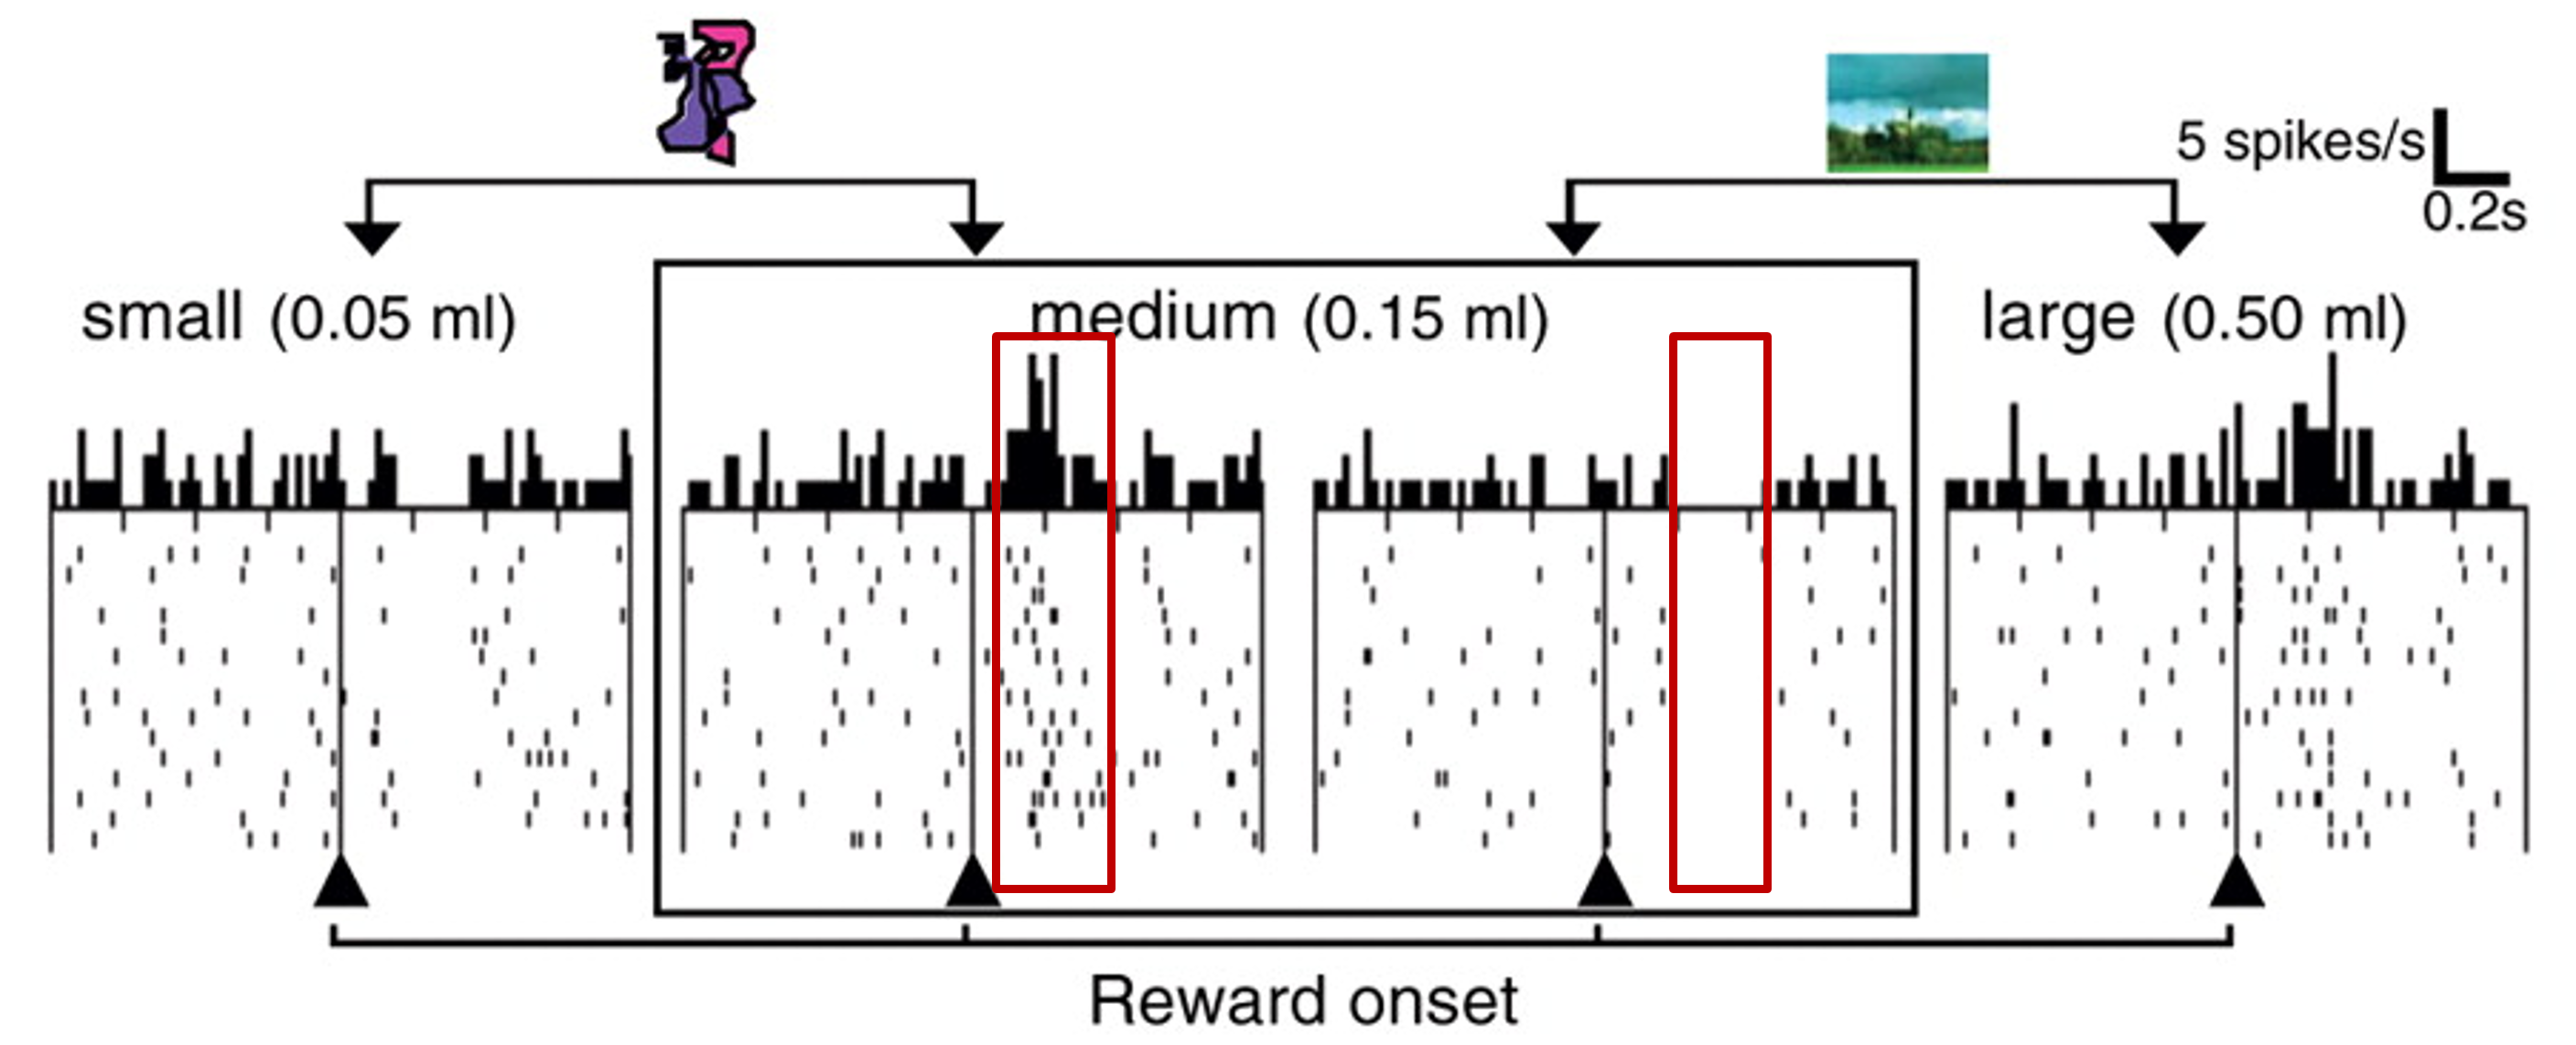 5 spikes/s
0.2s
small (0.05 ml)
medium (0.15 ml)
large (0.50 ml)
Reward onset